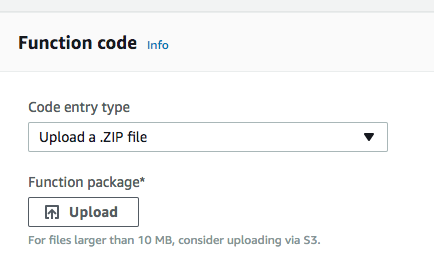 Function code Info
Code entry type
Upload a .ZIP file
Function package*
Upload
For files larger than 10 MB, consider uploading via S3.